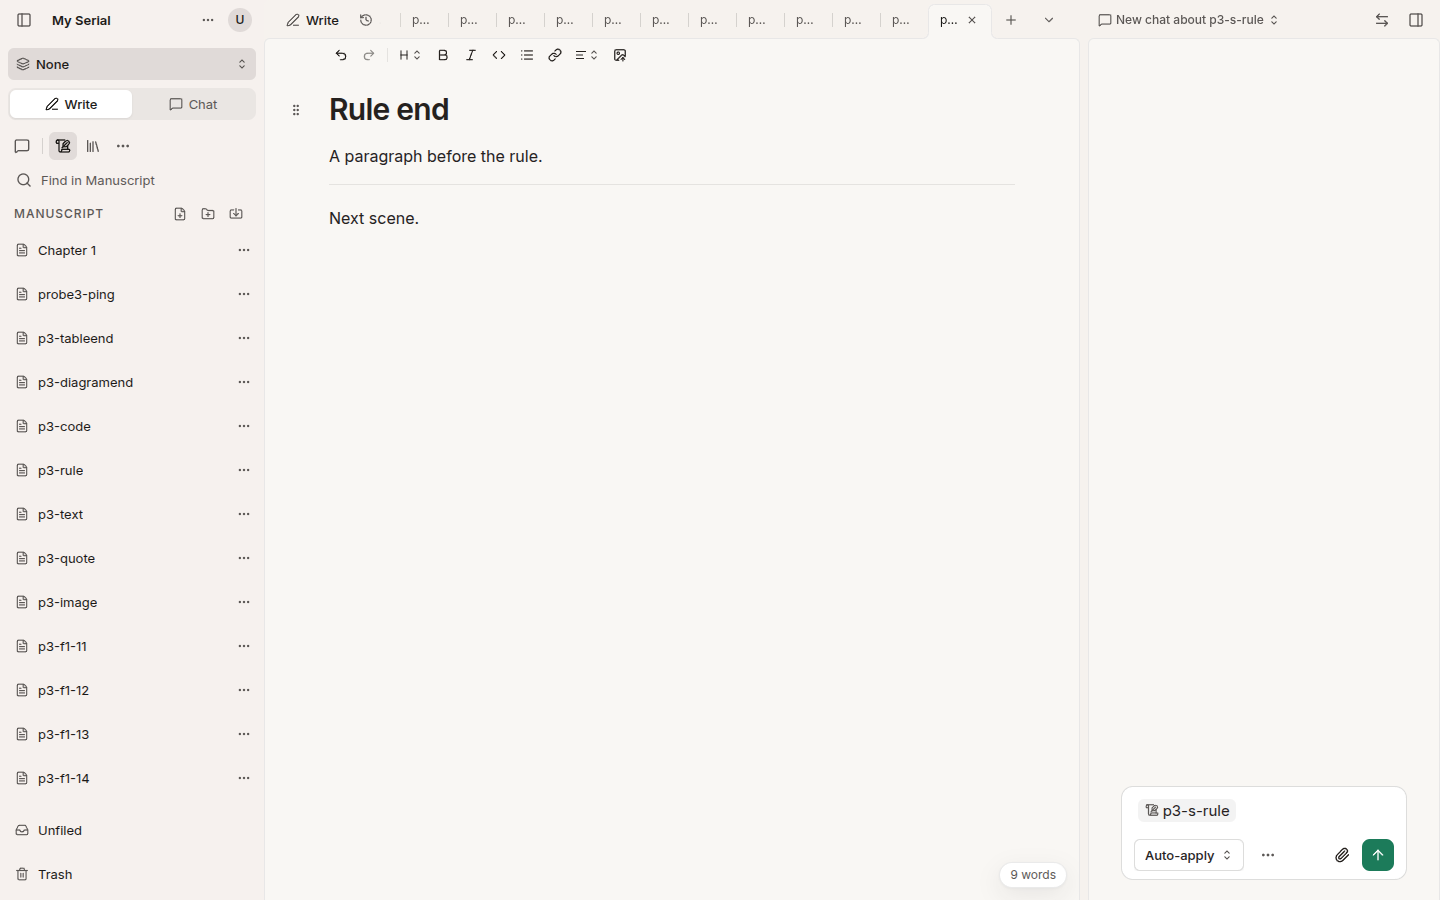 My Serial
U
None
Write
Chat
Find in Manuscript
MANUSCRIPT
Chapter 1
probe3-ping
p3-tableend
p3-diagramend
p3-code
p3-rule
p3-text
p3-quote
p3-image
p3-f1-11
p3-f1-12
p3-f1-13
p3-f1-14
Unfiled
Trash
Write
p...
p...
p...
p...
p...
p...
p...
p...
p...
p...
p...
p...
H
B
I
Rule end
A paragraph before the rule.
Next scene.
9 words
New chat about p3-s-rule
p3-s-rule
Auto-apply